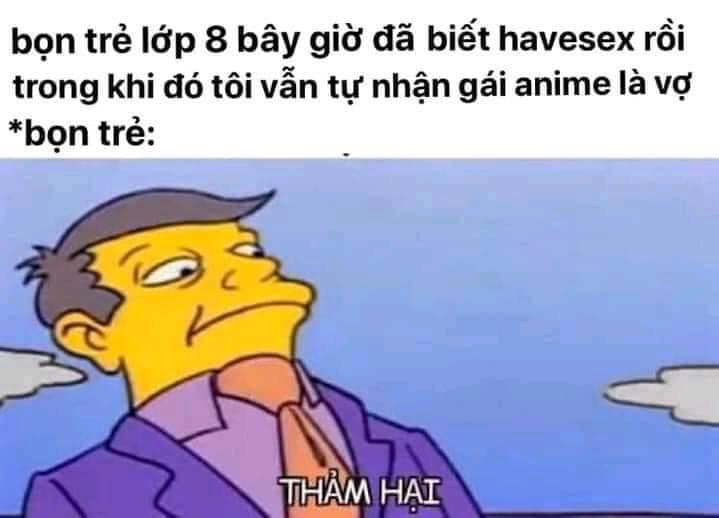 bọn trẻ lớp 8 bây giờ đã biết havesex rồi
trong khi đó tôi vẫn tự nhận gái anime là vợ
*bọn trẻ:
THẢM HẠI